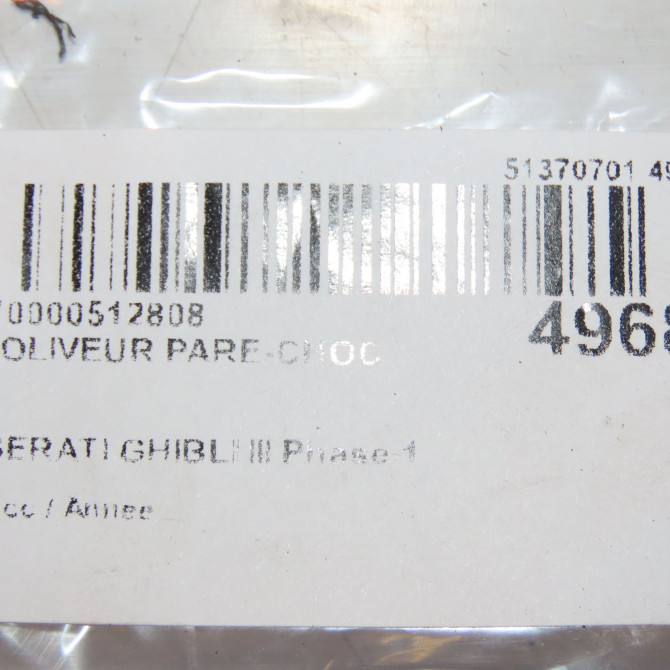 51370701 49
70000512808
4968
OLIVEUR PARE-CHOC
SERATI GHIBLI III Phase 1
cc / Annee